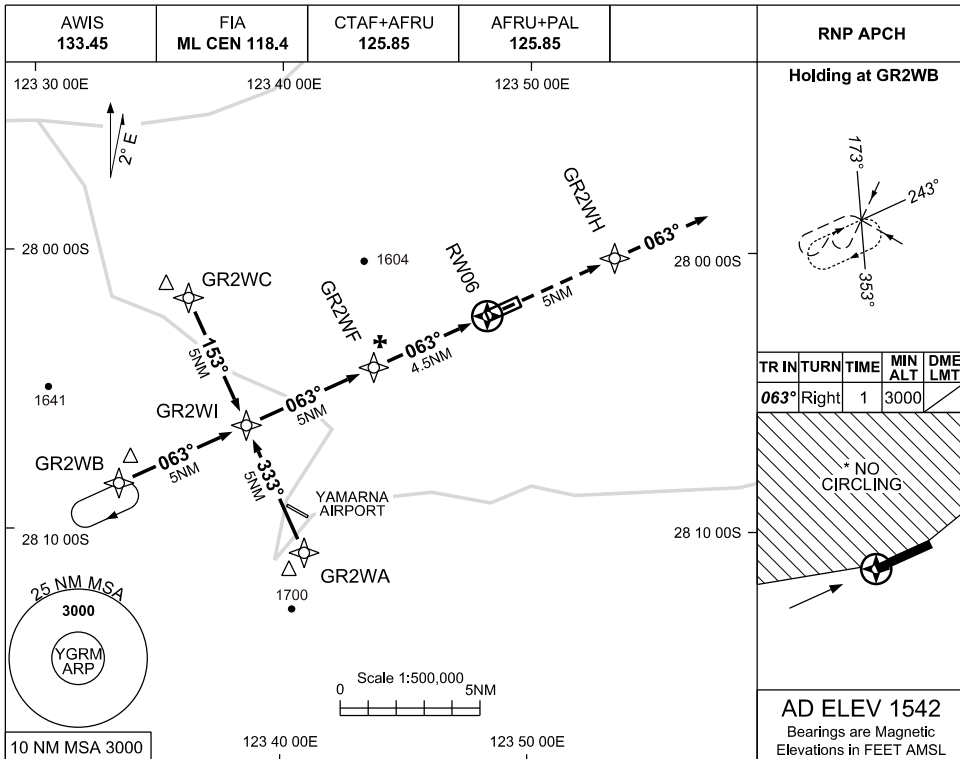 AWIS
133.45
FIA
ML CEN 118.4
CTAF+AFRU
125.85
AFRU+PAL
125.85
RNP APCH
123 30 00E
123 40 00E
123 50 00E
2° E
28 00 00S
28 00 00S
GR2WH
063°
5NM
RW06
1604
GR2WF
063°
4.5NM
GR2WC
153°
5NM
1641
GR2WI
063°
5NM
GR2WB
063°
5NM
333°
5NM
YAMARNA
AIRPORT
GR2WA
1700
28 10 00S
28 10 00S
25 NM MSA
3000
YGRM
ARP
10 NM MSA 3000
Scale 1:500,000
0
5NM
123 40 00E
123 50 00E
Holding at GR2WB
173°
243°
353°
TR IN TURN TIME MIN ALT DME LMT
063° Right 1 3000
* NO
CIRCLING
AD ELEV 1542
Bearings are Magnetic
Elevations in FEET AMSL